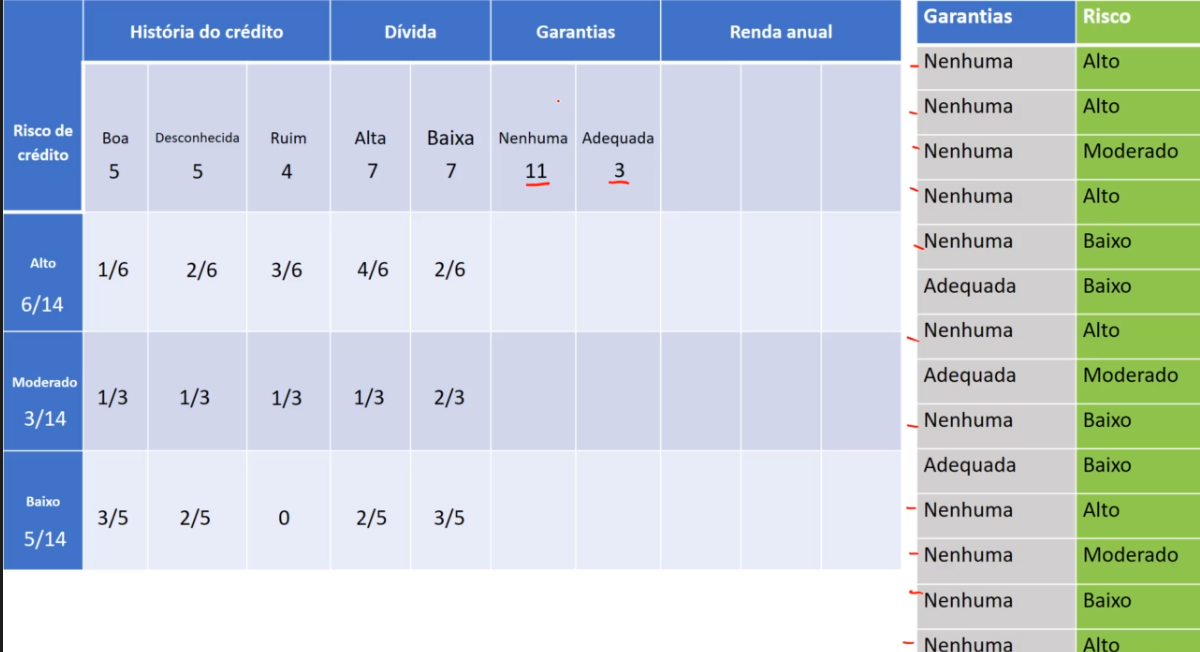 História do crédito Dívida Garantias Renda anual
Risco de crédito
Boa Desconhecida Ruim Alta Baixa Nenhuma Adequada
5 5 4 7 7 11 3
Alto
6/14
1/6 2/6 3/6 4/6 2/6
Moderado
3/14
1/3 1/3 1/3 1/3 2/3
Baixo
5/14
3/5 2/5 0 2/5 3/5
Garantias Risco
Nenhuma Alto
Nenhuma Alto
Nenhuma Moderado
Nenhuma Alto
Nenhuma Baixo
Adequada Baixo
Nenhuma Alto
Adequada Moderado
Nenhuma Baixo
Adequada Baixo
Nenhuma Alto
Nenhuma Moderado
Nenhuma Baixo
Nenhuma Alto